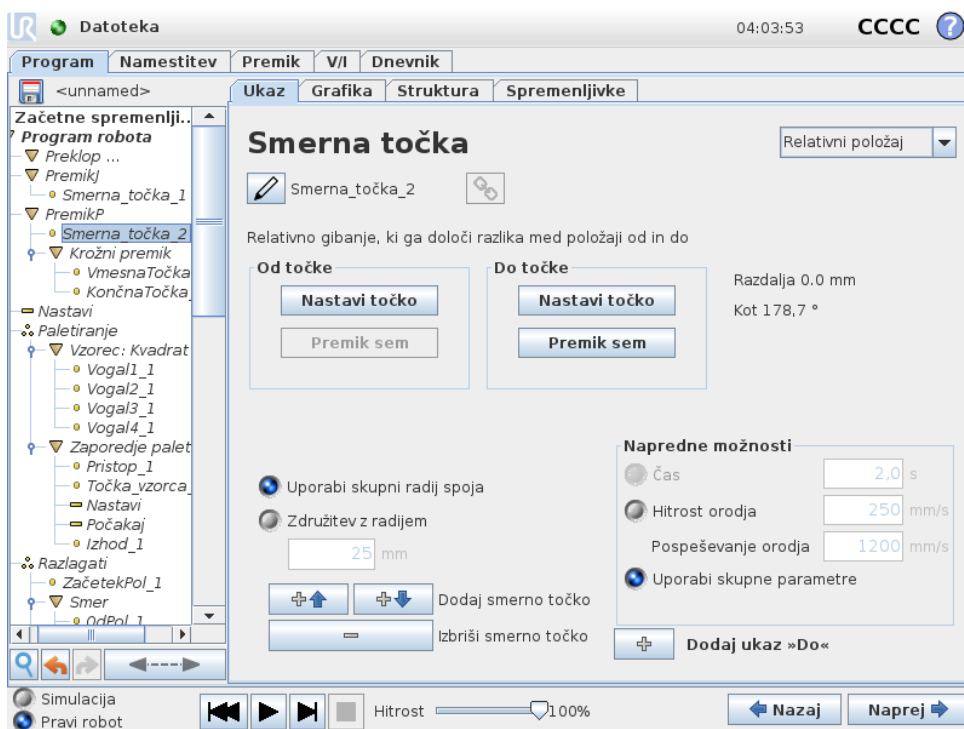 UR Datoteka 04:03:53 CCCC ?
Program Namestitev Premik V/I Dnevnik
<unnamed>
Ukaz Grafika Struktura Spremenljivke
Začetne spremenlji..
Program robota
Preklop ...
PremikJ
Smerna_točka_1
PremikP
Smerna_točka_2
Krožni premik
VmesnaTočka
KončnaTočka_
Nastavi
Paletiranje
Vzorec: Kvadrat
Vogal1_1
Vogal2_1
Vogal3_1
Vogal4_1
Zaporedje palet
Pristop_1
Točka_vzorca_
Nastavi
Počakaj
Izhod_1
Razlagati
ZačetekPol_1
Smer
OdPol_1
Smerna točka
Relativni položaj
Smerna_točka_2
Relativno gibanje, ki ga določi razlika med položaji od in do
Od točke
Nastavi točko
Premik sem
Do točke
Nastavi točko
Premik sem
Razdalja 0.0 mm
Kot 178,7 °
Uporabi skupni radij spoja
Združitev z radijem
25 mm
Dodaj smerno točko
Izbriši smerno točko
Napredne možnosti
Čas 2,0 s
Hitrost orodja 250 mm/s
Pospeševanje orodja 1200 mm/s
Uporabi skupne parametre
Dodaj ukaz »Do«
Simulacija
Pravi robot
Hitrost 100%
Nazaj Naprej